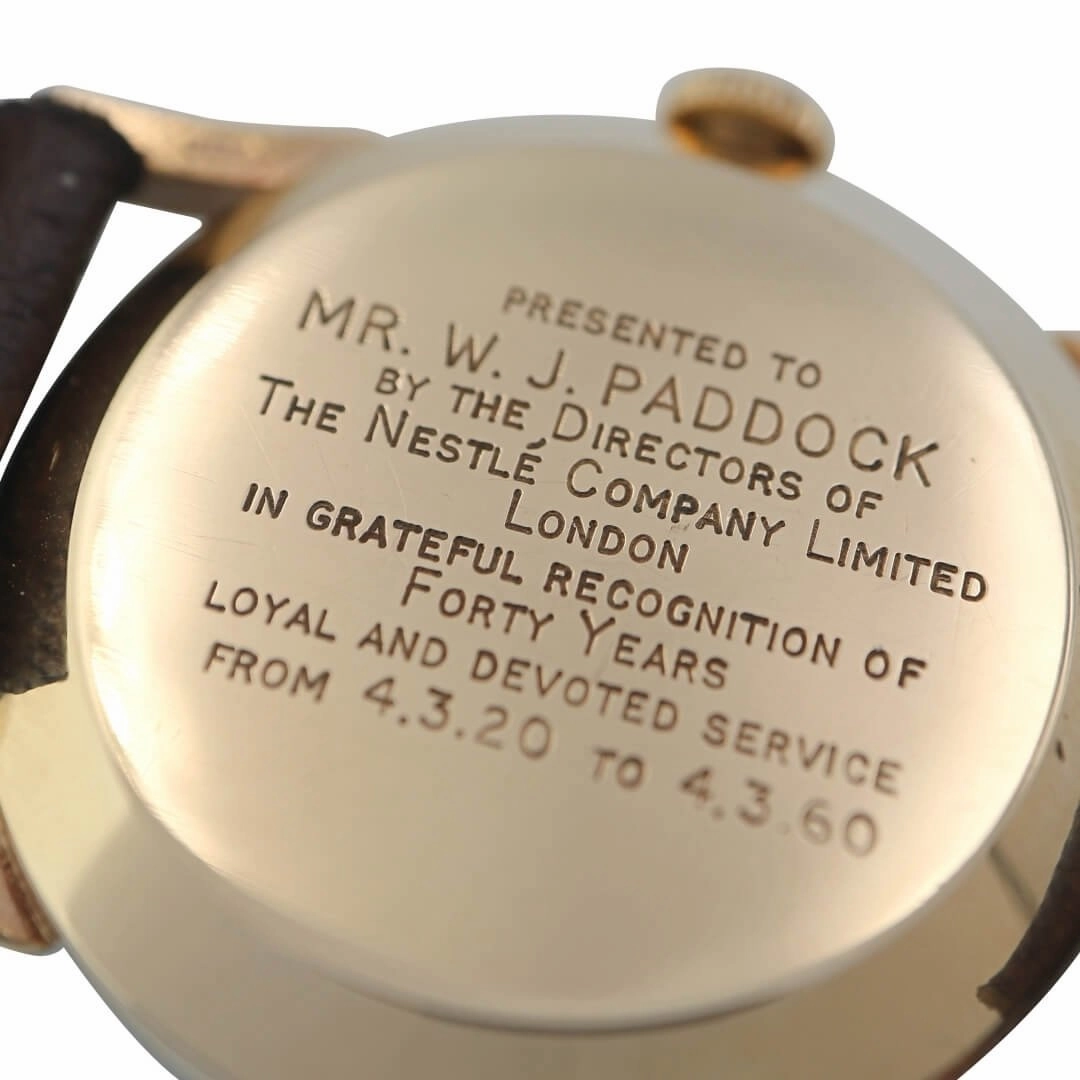 PRESENTED TO
MR. W. J. PADDOCK
BY THE DIRECTORS OF
THE NESTLÉ COMPANY LIMITED
LONDON
IN GRATEFUL RECOGNITION OF
FORTY YEARS
LOYAL AND DEVOTED SERVICE
FROM 4.3.20 TO 4.3.60